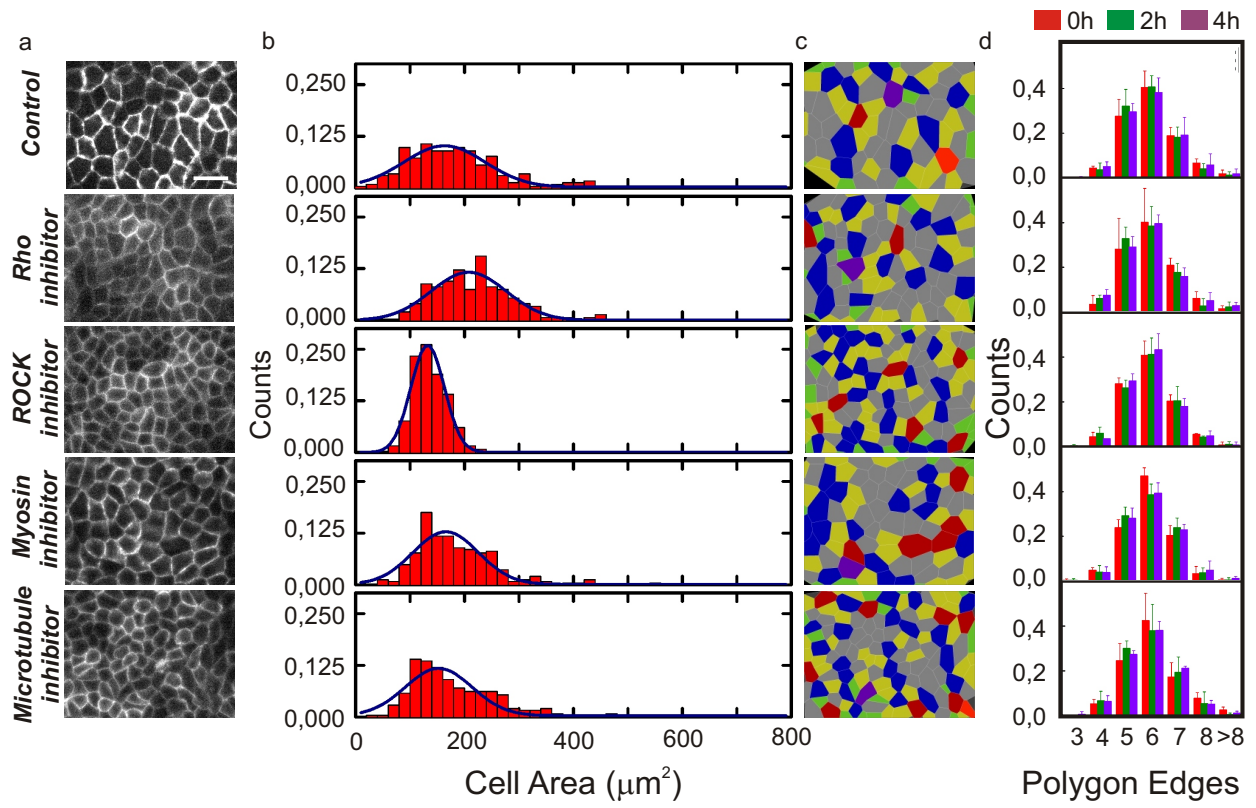 0h 2h 4h
a b c d
Control
Rho
inhibitor
ROCK
inhibitor
Myosin
inhibitor
Microtubule
inhibitor
0,250
0,125
0,000
0,250
0,125
0,000
0,250
0,125
0,000
0,250
0,125
0,000
0,250
0,125
0,000
Counts
0 200 400 600 800
Cell Area (μm²)
0,4
0,2
0,0
0,4
0,2
0,0
0,4
0,2
0,0
0,4
0,2
0,0
0,4
0,2
0,0
Counts
3 4 5 6 7 8 >8
Polygon Edges